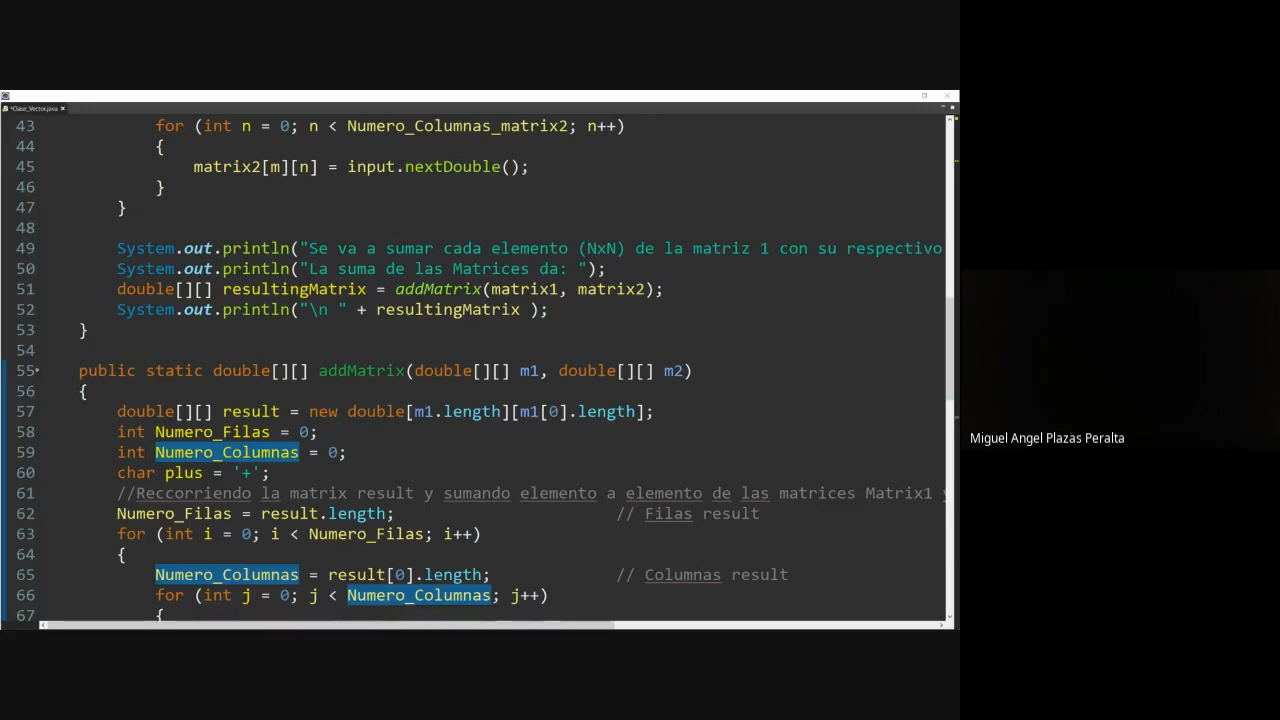 *Clase_Vector.java
43 for (int n = 0; n < Numero_Columnas_matrix2; n++)
44 {
45 matrix2[m][n] = input.nextDouble();
46 }
47 }
48
49 System.out.println("Se va a sumar cada elemento (NxN) de la matriz 1 con su respectivo
50 System.out.println("La suma de las Matrices da: ");
51 double[][] resultingMatrix = addMatrix(matrix1, matrix2);
52 System.out.println("\n " + resultingMatrix );
53 }
54
55 public static double[][] addMatrix(double[][] m1, double[][] m2)
56 {
57 double[][] result = new double[m1.length][m1[0].length];
58 int Numero_Filas = 0;
59 int Numero_Columnas = 0;
60 char plus = '+';
61 //Reccorriendo la matrix result y sumando elemento a elemento de las matrices Matrix1 y
62 Numero_Filas = result.length; // Filas result
63 for (int i = 0; i < Numero_Filas; i++)
64 {
65 Numero_Columnas = result[0].length; // Columnas result
66 for (int j = 0; j < Numero_Columnas; j++)
67 {
Miguel Angel Plazas Peralta